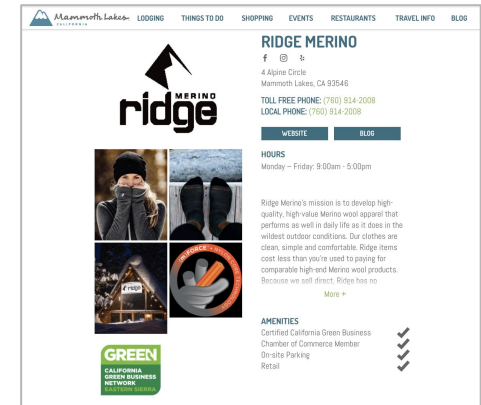 Mammoth Lakes
CALIFORNIA
LODGING THINGS TO DO SHOPPING EVENTS RESTAURANTS TRAVEL INFO BLOG
MERINO
ridge
RIDGE MERINO
4 Alpine Circle
Mammoth Lakes, CA 93546
TOLL FREE PHONE: (760) 914-2008
LOCAL PHONE: (760) 914-2008
WEBSITE BLOG
HOURS
Monday – Friday: 9:00am - 5:00pm
Ridge Merino's mission is to develop high-
quality, high-value Merino wool apparel that
performs as well in daily life as it does in the
wildest outdoor conditions. Our clothes are
clean, simple and comfortable. Ridge items
cost less than you're used to paying for
comparable high-end Merino wool products.
Because we sell direct, Ridge has no
More +
ridge
AMENITIES
Certified California Green Business
Chamber of Commerce Member
On-site Parking
Retail
GREEN
CALIFORNIA
GREEN BUSINESS
NETWORK
EASTERN SIERRA